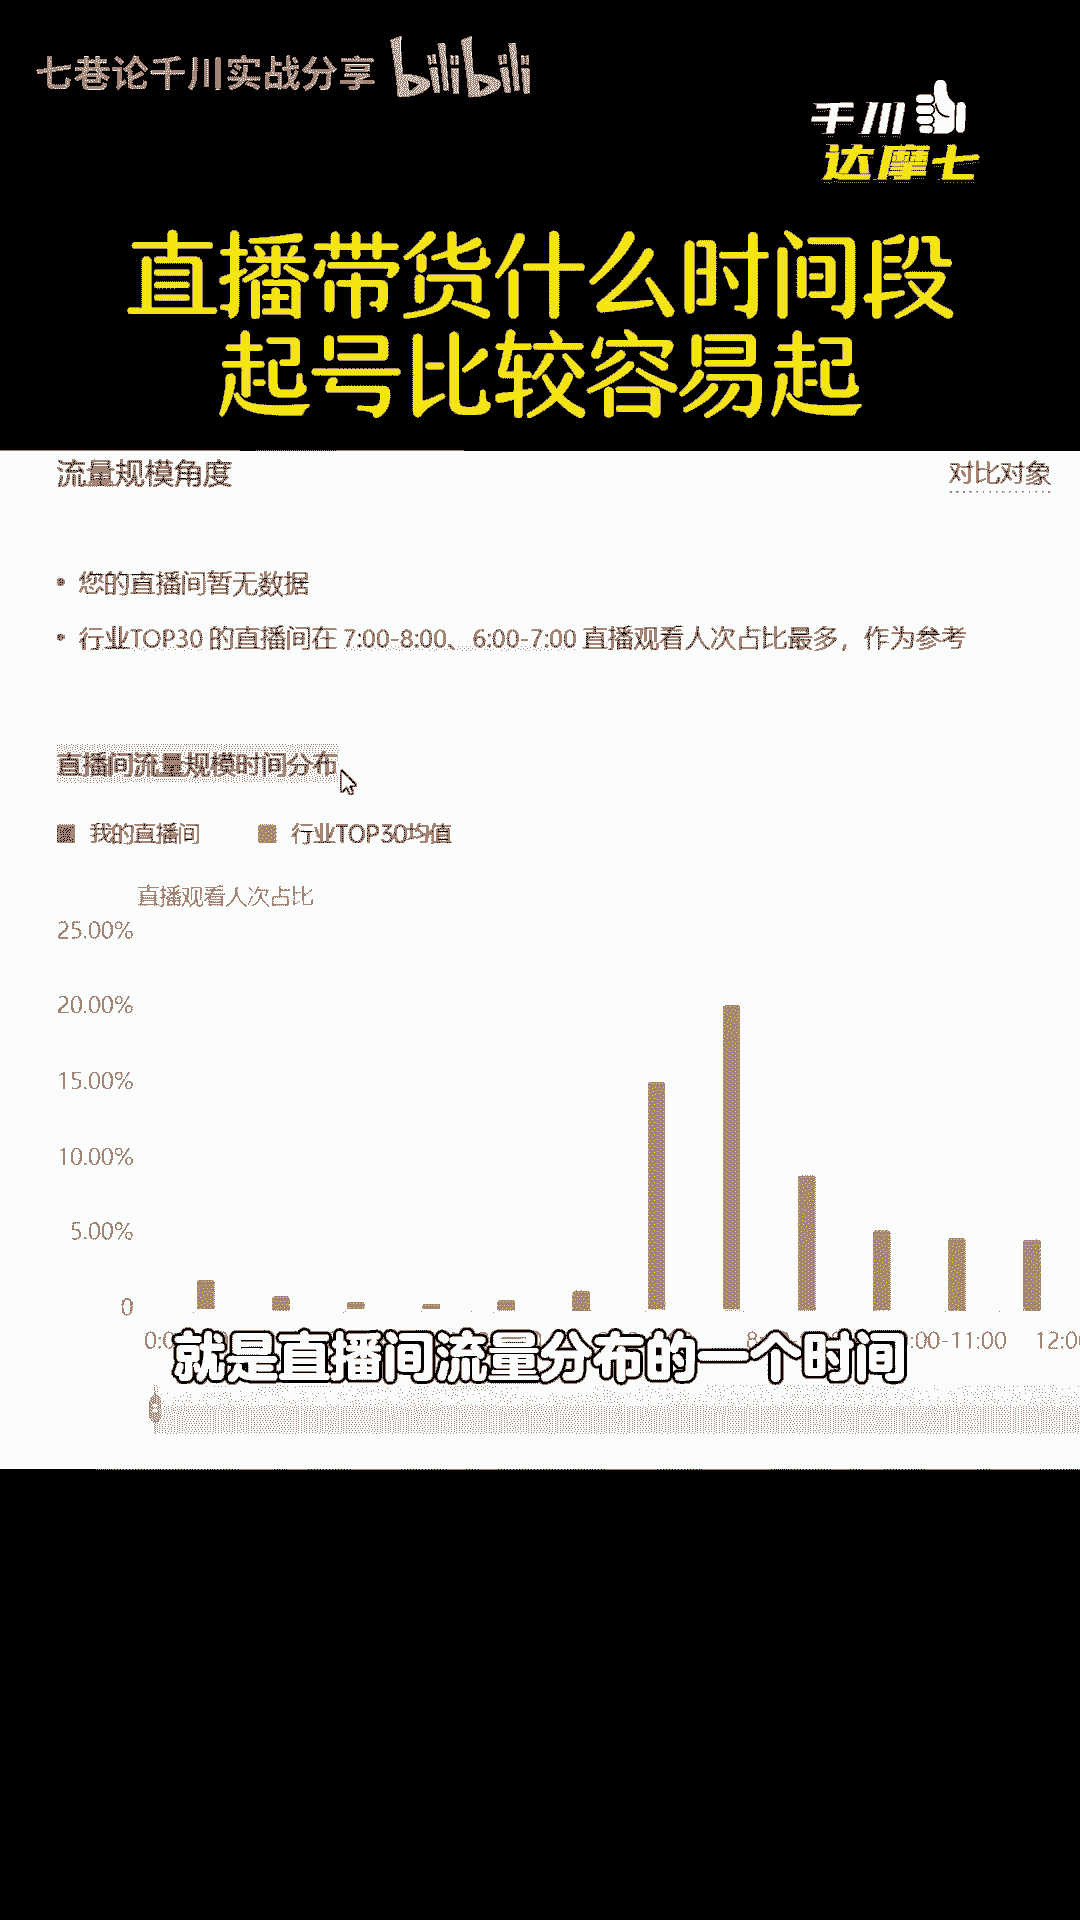 七巷论千川实战分享 bilibili
千川
达摩七
直播带货什么时间段
起号比较容易起
流量规模角度
对比对象
• 您的直播间暂无数据
• 行业TOP30 的直播间在 7:00-8:00、6:00-7:00 直播观看人次占比最多，作为参考
直播间流量规模时间分布
我的直播间 行业TOP30均值
直播观看人次占比
25.00%
20.00%
15.00%
10.00%
5.00%
0
就是直播间流量分布的一个时间